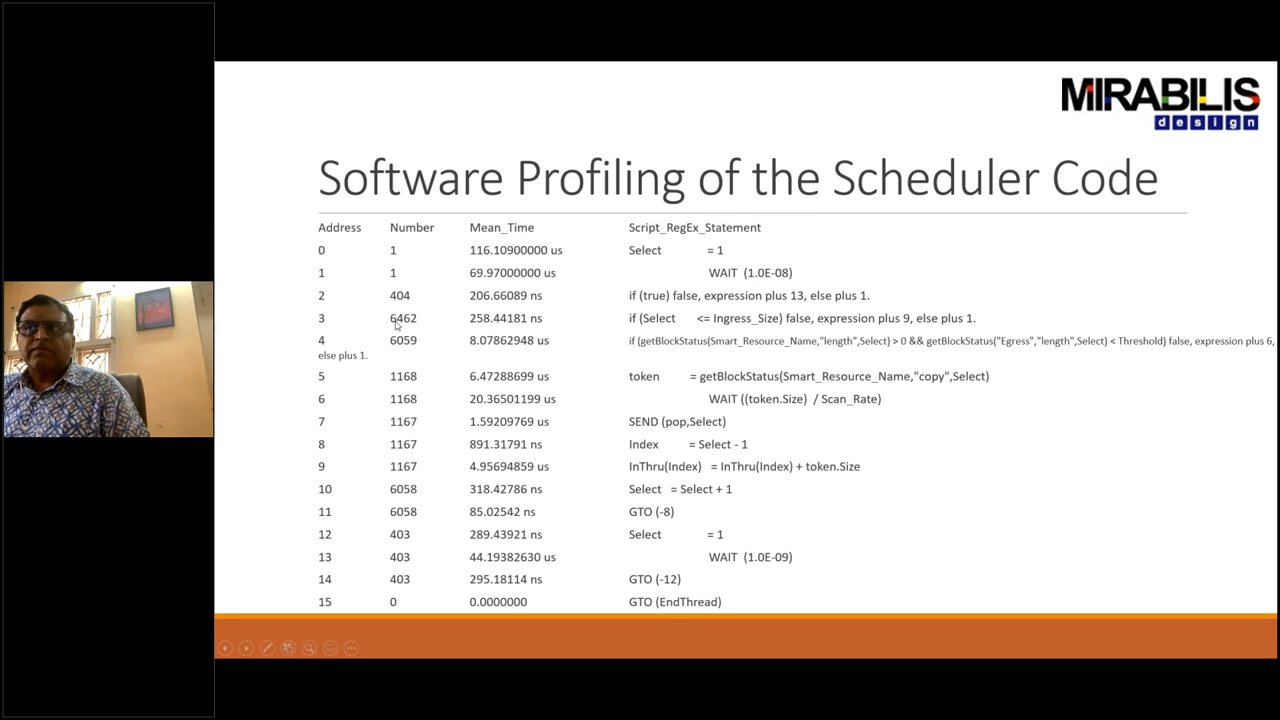 MIRABILIS
design
Software Profiling of the Scheduler Code
Address Number Mean_Time Script_RegEx_Statement
0 1 116.10900000 us Select = 1
1 1 69.97000000 us WAIT (1.0E-08)
2 404 206.66089 ns if (true) false, expression plus 13, else plus 1.
3 6462 258.44181 ns if (Select <= Ingress_Size) false, expression plus 9, else plus 1.
4 6059 8.07862948 us if (getBlockStatus(Smart_Resource_Name,"length",Select) > 0 && getBlockStatus("Egress","length",Select) < Threshold) false, expression plus 6,
else plus 1.
5 1168 6.47288699 us token = getBlockStatus(Smart_Resource_Name,"copy",Select)
6 1168 20.36501199 us WAIT ((token.Size) / Scan_Rate)
7 1167 1.59209769 us SEND (pop,Select)
8 1167 891.31791 ns Index = Select - 1
9 1167 4.95694859 us InThru(Index) = InThru(Index) + token.Size
10 6058 318.42786 ns Select = Select + 1
11 6058 85.02542 ns GTO (-8)
12 403 289.43921 ns Select = 1
13 403 44.19382630 us WAIT (1.0E-09)
14 403 295.18114 ns GTO (-12)
15 0 0.0000000 GTO (EndThread)